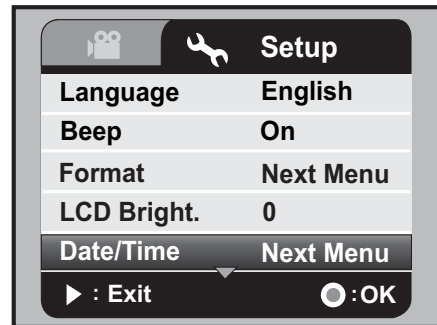 Setup
Language English
Beep On
Format Next Menu
LCD Bright. 0
Date/Time Next Menu
: Exit :OK